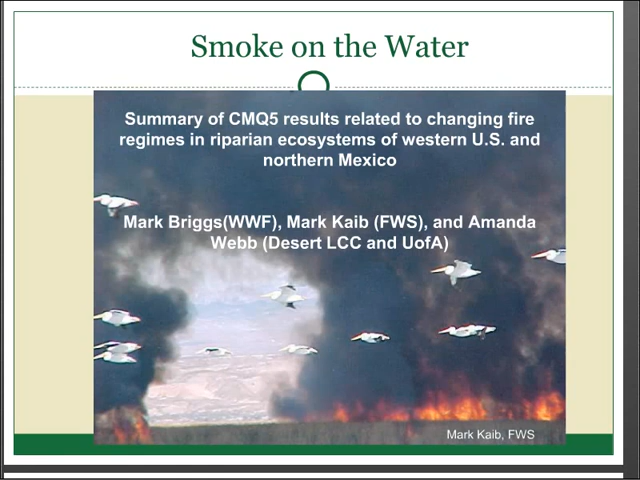 Smoke on the Water
Summary of CMQ5 results related to changing fire
regimes in riparian ecosystems of western U.S. and
northern Mexico
Mark Briggs(WWF), Mark Kaib (FWS), and Amanda
Webb (Desert LCC and UofA)
Mark Kaib, FWS